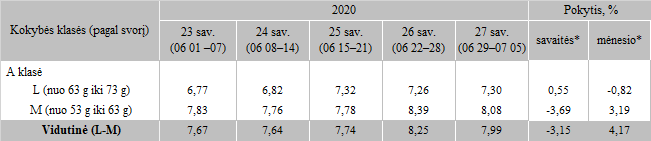 Kokybės klasės (pagal svorį) 2020 Pokytis, %
23 sav. (06 01 –07) 24 sav. (06 08–14) 25 sav. (06 15–21) 26 sav. (06 22–28) 27 sav. (06 29–07 05) savaitės* mėnesio*
A klasė
L (nuo 63 g iki 73 g) 6,77 6,82 7,32 7,26 7,30 0,55 -0,82
M (nuo 53 g iki 63 g) 7,83 7,76 7,78 8,39 8,08 -3,69 3,19
Vidutinė (L-M) 7,67 7,64 7,74 8,25 7,99 -3,15 4,17